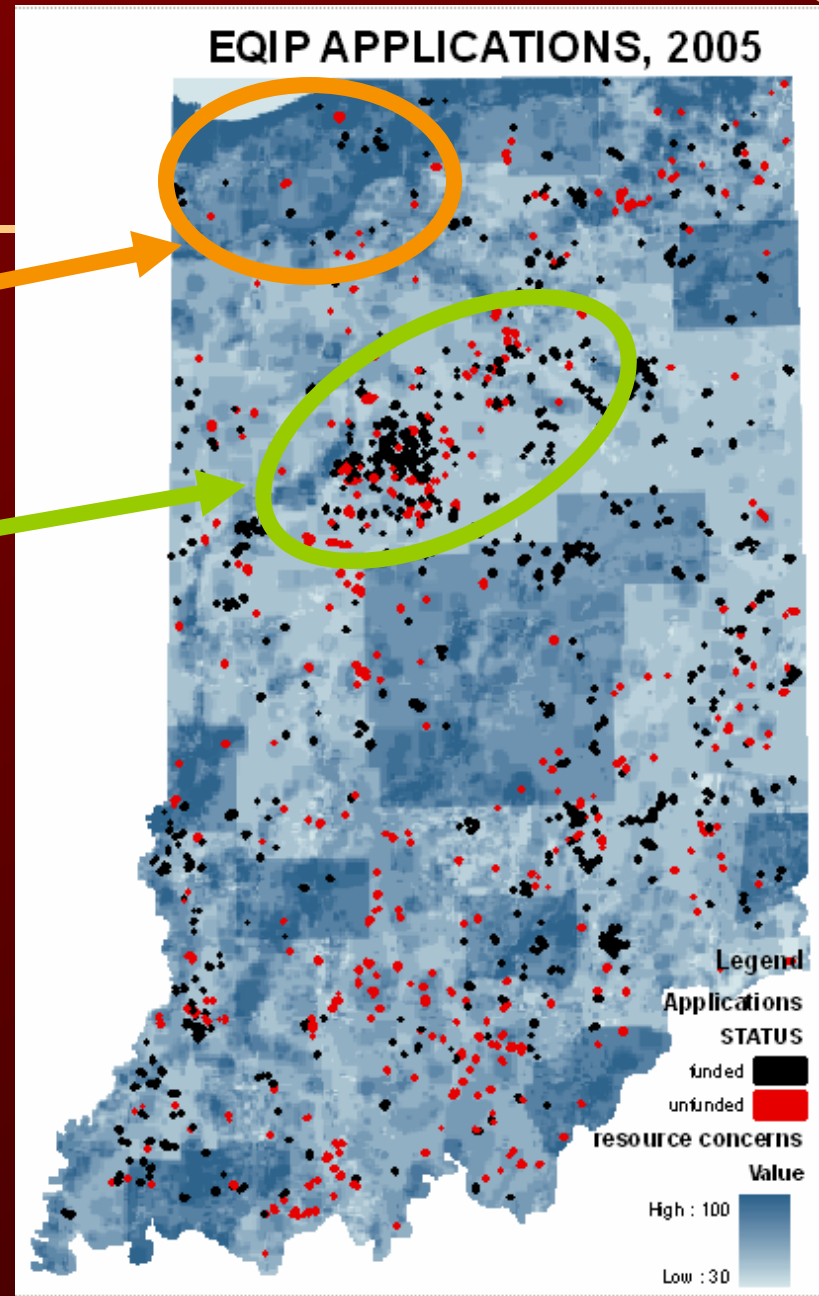 EQIP APPLICATIONS, 2005
Legend
Applications
STATUS
funded
unfunded
resource concerns
Value
High : 100
Low : 30